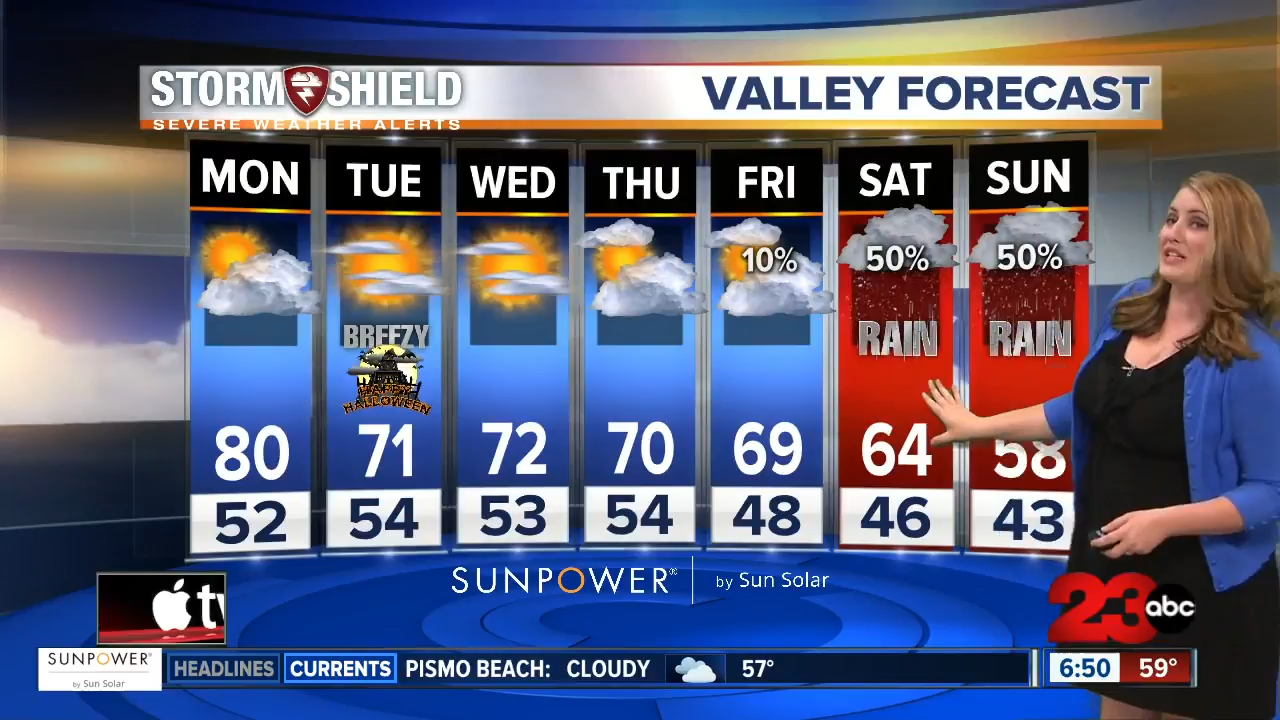 STORM SHIELD
SEVERE WEATHER ALERTS
VALLEY FORECAST
MON TUE WED THU FRI SAT SUN
10% 50% 50%
BREEZY RAIN RAIN
HAPPY
HALLOWEEN
80 71 72 70 69 64 58
52 54 53 54 48 46 43
SUNPOWER® by Sun Solar
tv
23 abc
SUNPOWER®
by Sun Solar
HEADLINES CURRENTS PISMO BEACH: CLOUDY 57° 6:50 59°